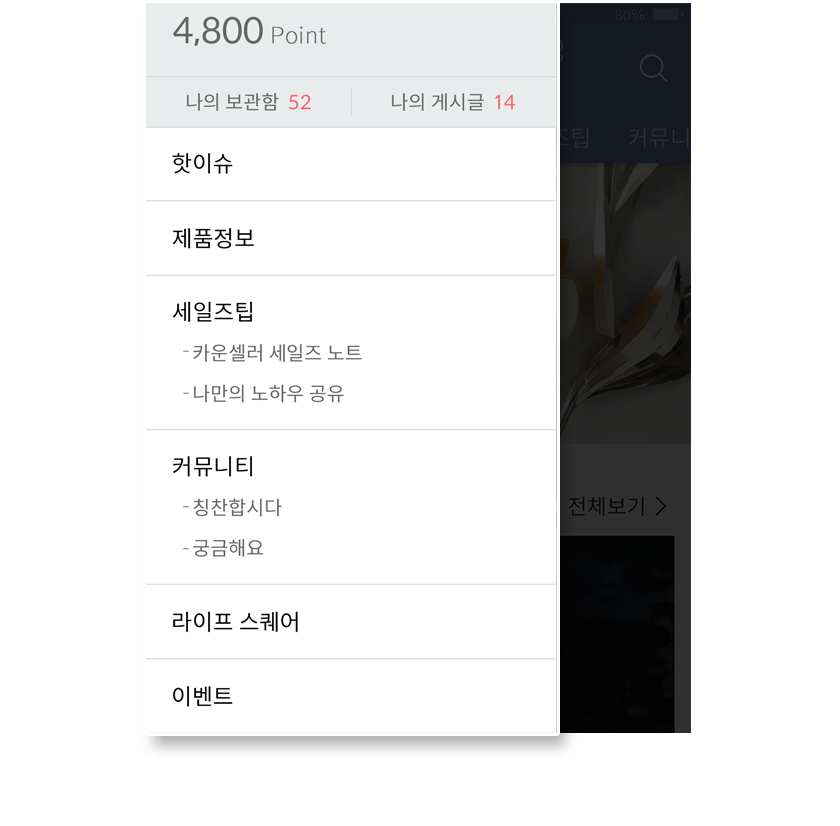 4,800 Point
80%
나의 보관함 52
나의 게시글 14
커뮤니
핫이슈
제품정보
세일즈팁
- 카운셀러 세일즈 노트
- 나만의 노하우 공유
커뮤니티
- 칭찬합시다
- 궁금해요
전체보기 >
라이프 스퀘어
이벤트